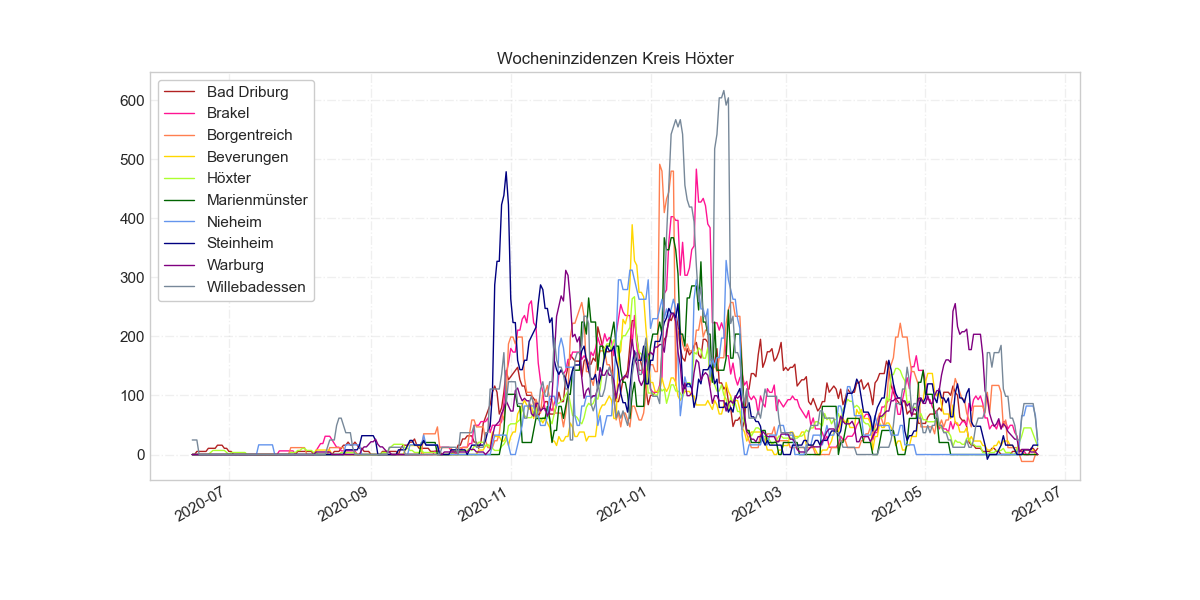 Wocheninzidenzen Kreis Höxter
600
500
400
300
200
100
0
Bad Driburg
Brakel
Borgentreich
Beverungen
Höxter
Marienmünster
Nieheim
Steinheim
Warburg
Willebadessen
2020-07
2020-09
2020-11
2021-01
2021-03
2021-05
2021-07